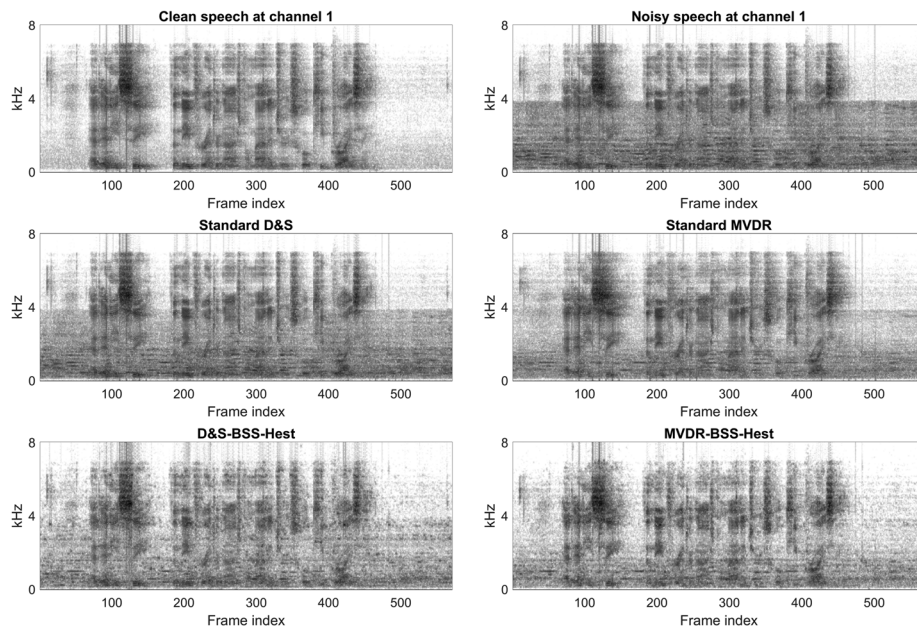 Clean speech at channel 1
8
4
0
kHz
100 200 300 400 500
Frame index
Noisy speech at channel 1
8
4
0
kHz
100 200 300 400 500
Frame index
Standard D&S
8
4
0
kHz
100 200 300 400 500
Frame index
Standard MVDR
8
4
0
kHz
100 200 300 400 500
Frame index
D&S-BSS-Hest
8
4
0
kHz
100 200 300 400 500
Frame index
MVDR-BSS-Hest
8
4
0
kHz
100 200 300 400 500
Frame index